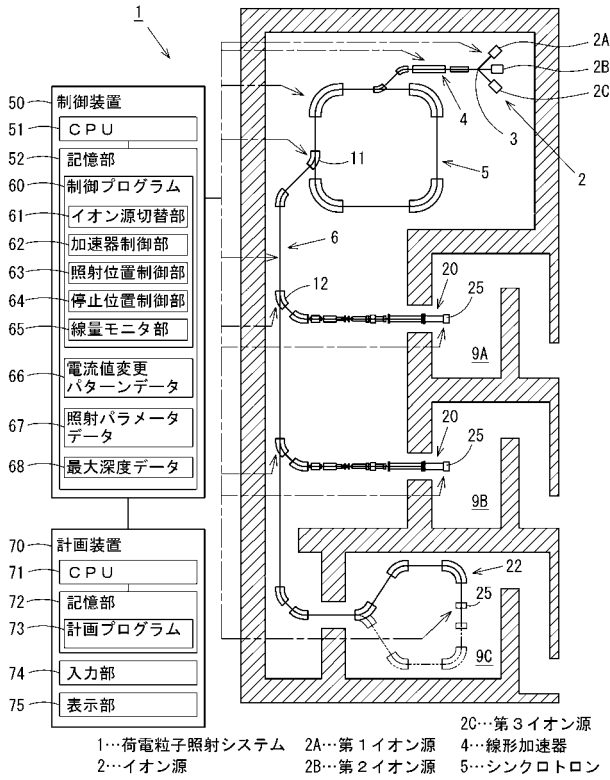 1
50
制御装置
51
CPU
52
記憶部
60
制御プログラム
61
イオン源切替部
62
加速器制御部
63
照射位置制御部
64
停止位置制御部
65
線量モニタ部
66
電流値変更
パターンデータ
67
照射パラメータ
データ
68
最大深度データ
70
計画装置
71
CPU
72
記憶部
73
計画プログラム
74
入力部
75
表示部
2A
2B
2C
3
4
2
11
5
6
12
20
25
9A
20
25
9B
22
25
9C
2C…第3イオン源
1…荷電粒子照射システム 2A…第1イオン源 4…線形加速器
2…イオン源 2B…第2イオン源 5…シンクロトロン